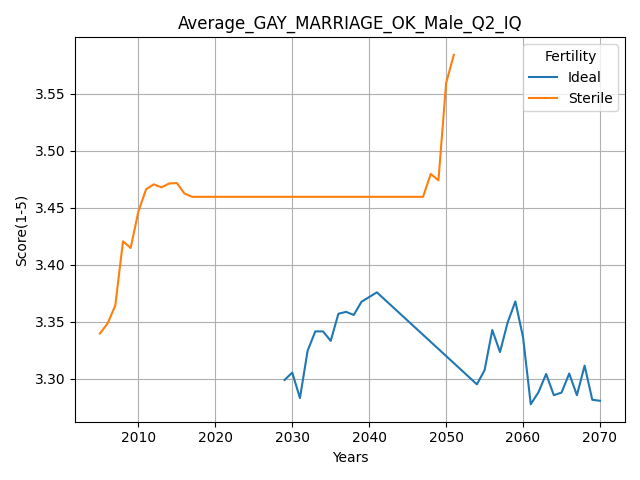 Average_GAY_MARRIAGE_OK_Male_Q2_IQ
Fertility
Ideal
Sterile
Score(1-5)
3.55
3.50
3.45
3.40
3.35
3.30
2010 2020 2030 2040 2050 2060 2070
Years